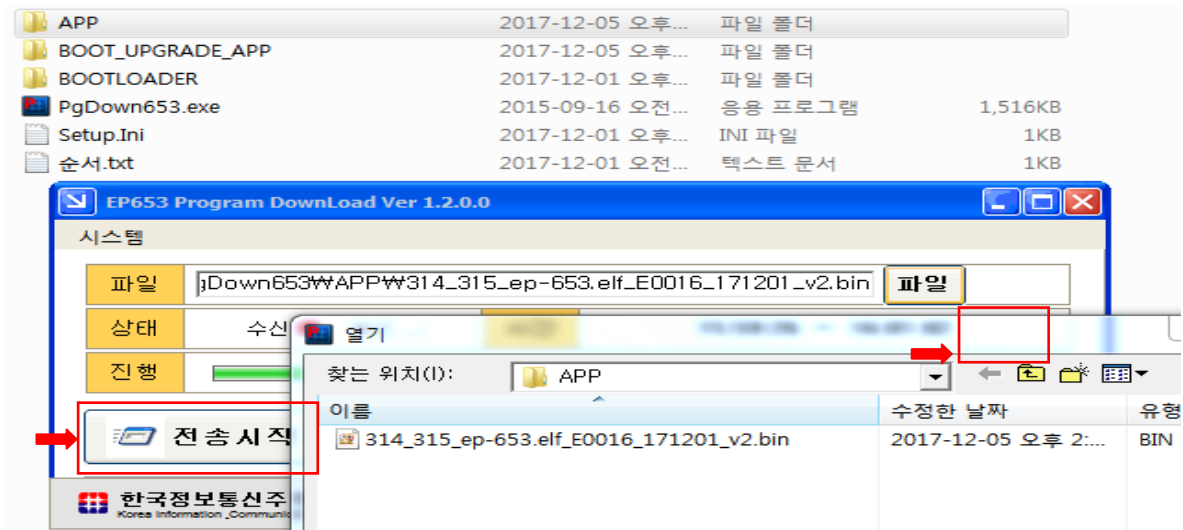 APP 2017-12-05 오후... 파일 폴더
BOOT_UPGRADE_APP 2017-12-05 오후... 파일 폴더
BOOTLOADER 2017-12-01 오후... 파일 폴더
PgDown653.exe 2015-09-16 오전... 응용 프로그램 1,516KB
Setup.Ini 2017-12-01 오후... INI 파일 1KB
순서.txt 2017-12-01 오전... 텍스트 문서 1KB
EP653 Program DownLoad Ver 1.2.0.0
시스템
파일 gDown653₩APP₩314_315_ep-653.elf_E0016_171201_v2.bin 파일
상태 수신
열기
진행
찾는 위치(I): APP
이름 수정한 날짜 유형
전송시작
314_315_ep-653.elf_E0016_171201_v2.bin 2017-12-05 오후 2:... BIN
한국정보통신주
Korea Information Communic